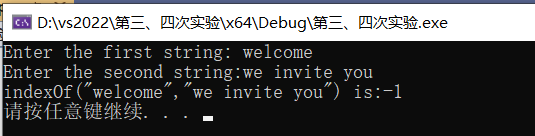 D:\vs2022\第三、四次实验\x64\Debug\第三、四次实验.exe
Enter the first string: welcome
Enter the second string:we invite you
indexOf("welcome","we invite you") is:-1
请按任意键继续. . .